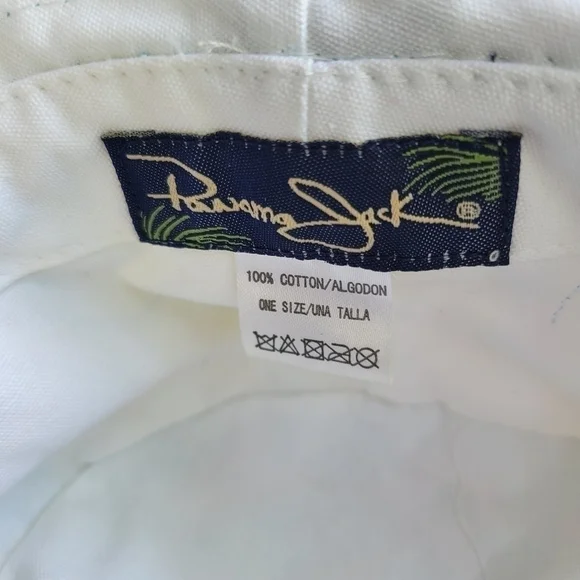 Panama Jack ®
100% COTTON/ALGODON
ONE SIZE/UNA TALLA